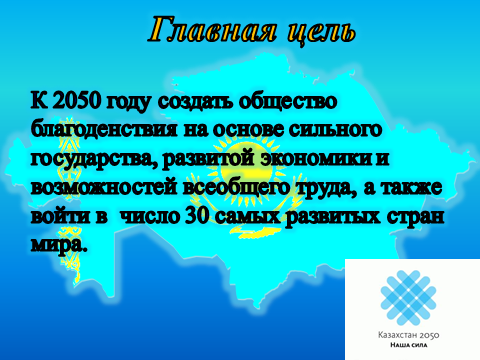 Главная цель
К 2050 году создать общество
благоденствия на основе сильного
государства, развитой экономики и
возможностей всеобщего труда, а также
войти в число 30 самых развитых стран
мира.
Казахстан 2050
Наша сила